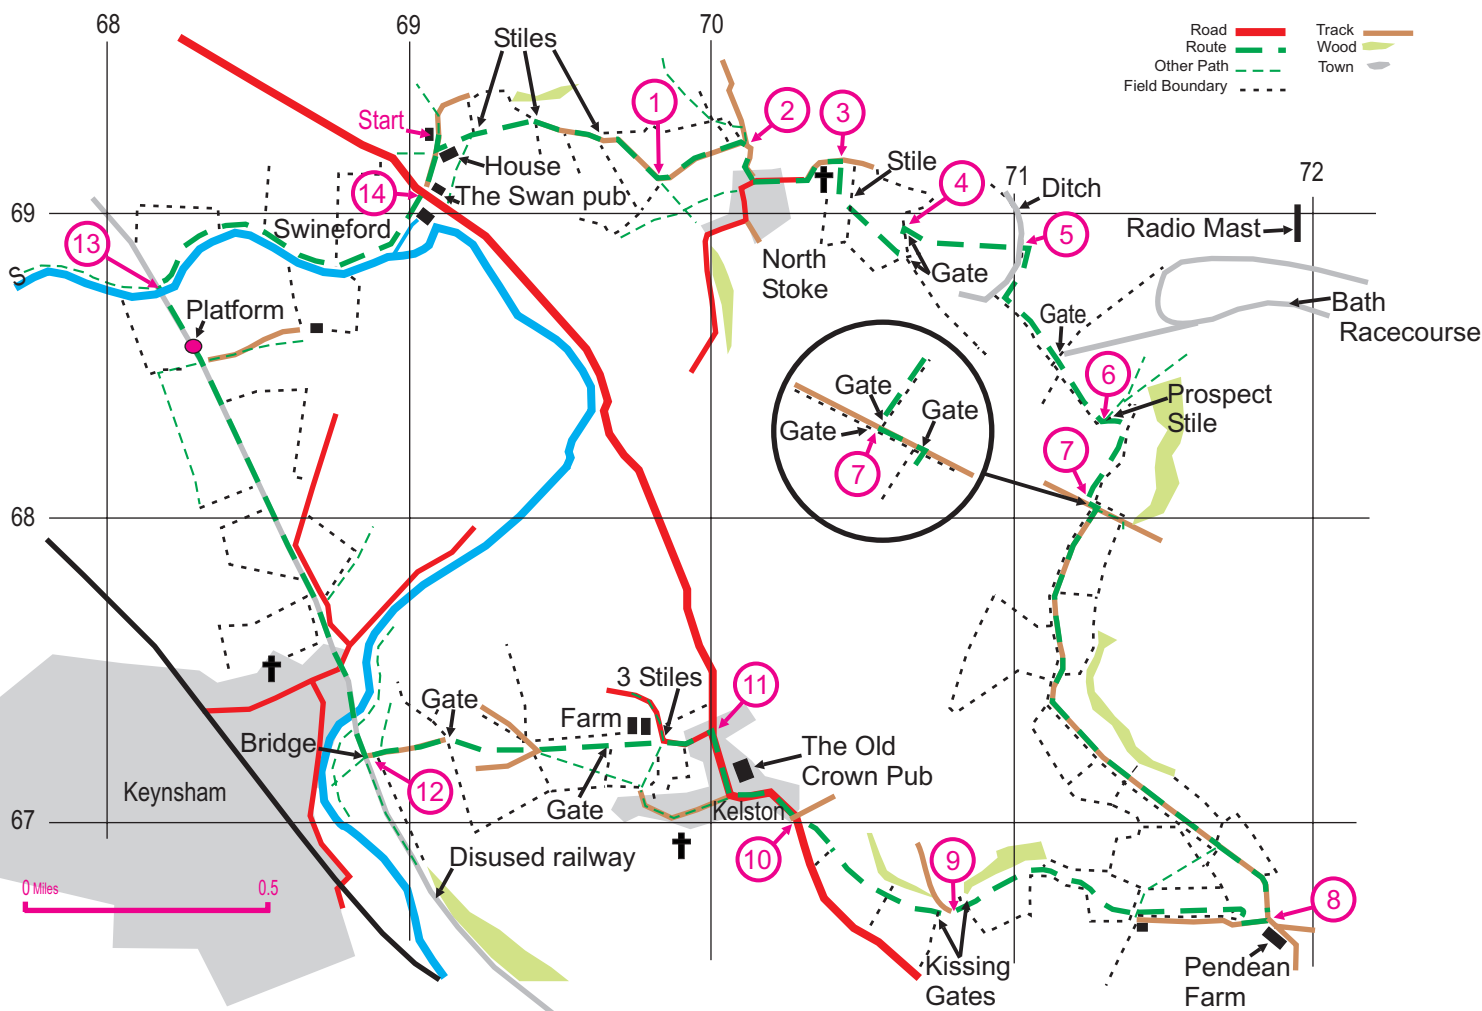 68
69
70
Stiles
Road
Route
Other Path
Field Boundary
Track
Wood
Town
Start
1
2
3
House
The Swan pub
14
Stile
4
71
Ditch
72
69
13
Swineford
5
Radio Mast
North
Stoke
Gate
S
Platform
Gate
Bath
Racecourse
6
Prospect
Stile
Gate
Gate
Gate
7
7
68
3 Stiles
11
Gate
Farm
Bridge
The Old
Crown Pub
12
Keynsham
Gate
Kelston
67
10
9
Disused railway
0 Miles
0.5
8
Kissing
Gates
Pendean
Farm